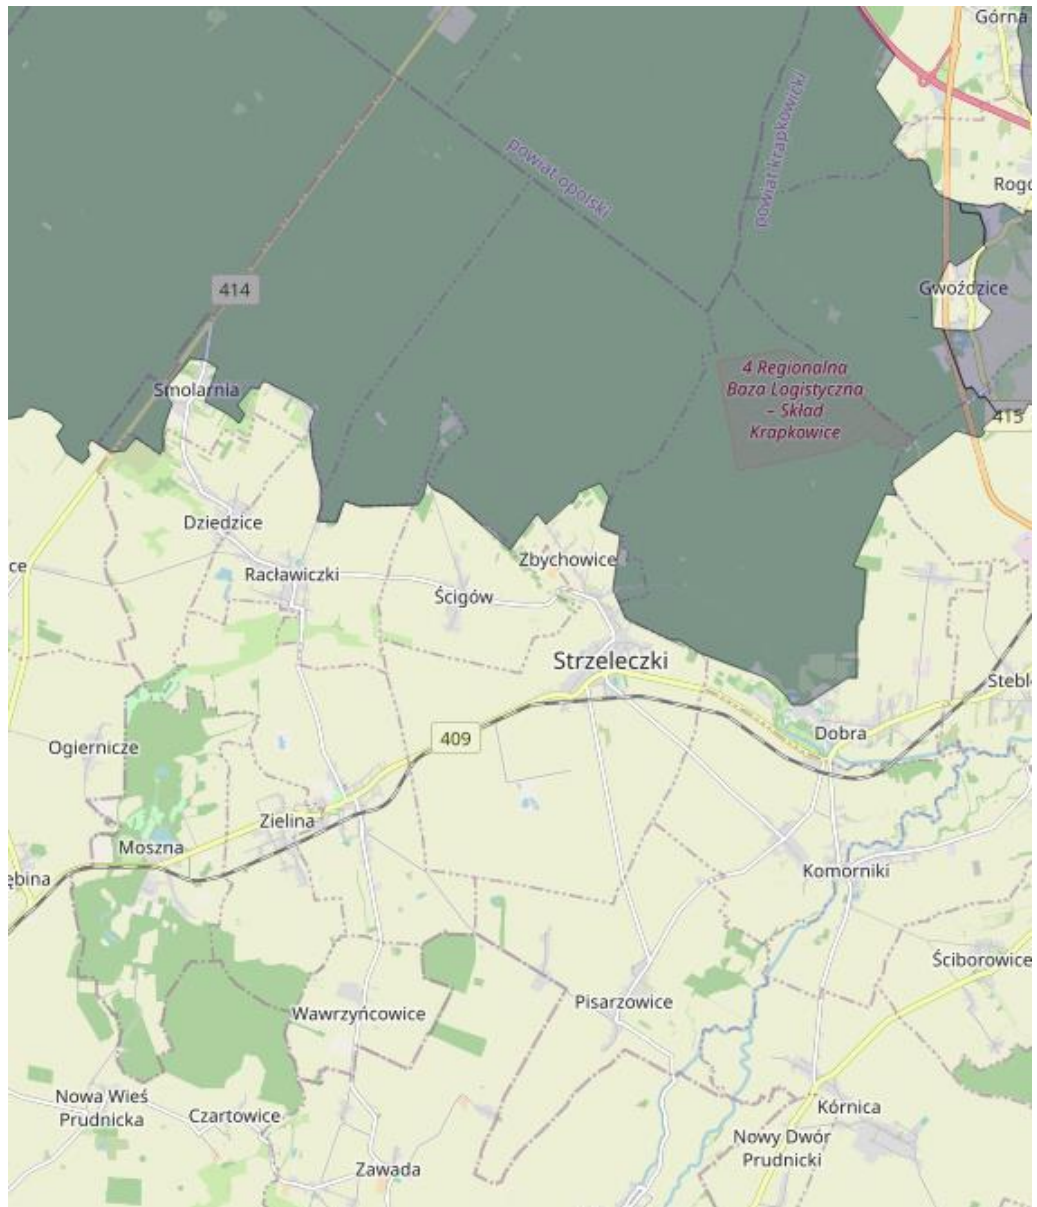 Górna
powiat opolski
powiat krapkowicki
Rogo
414
Gwoździce
4 Regionalna
Baza Logistyczna
– Skład
Krapkowice
Smolarnia
415
Dziedzice
Zbychowice
ce
Racławiczki
Ścigów
Strzeleczki
Stebl
Ogiernicze
409
Dobra
Zielina
Moszna
Komorniki
ębina
Ściborowice
Pisarzowice
Wawrzyńcowice
Nowa Wieś
Prudnicka
Czartowice
Kórnica
Nowy Dwór
Prudnicki
Zawada